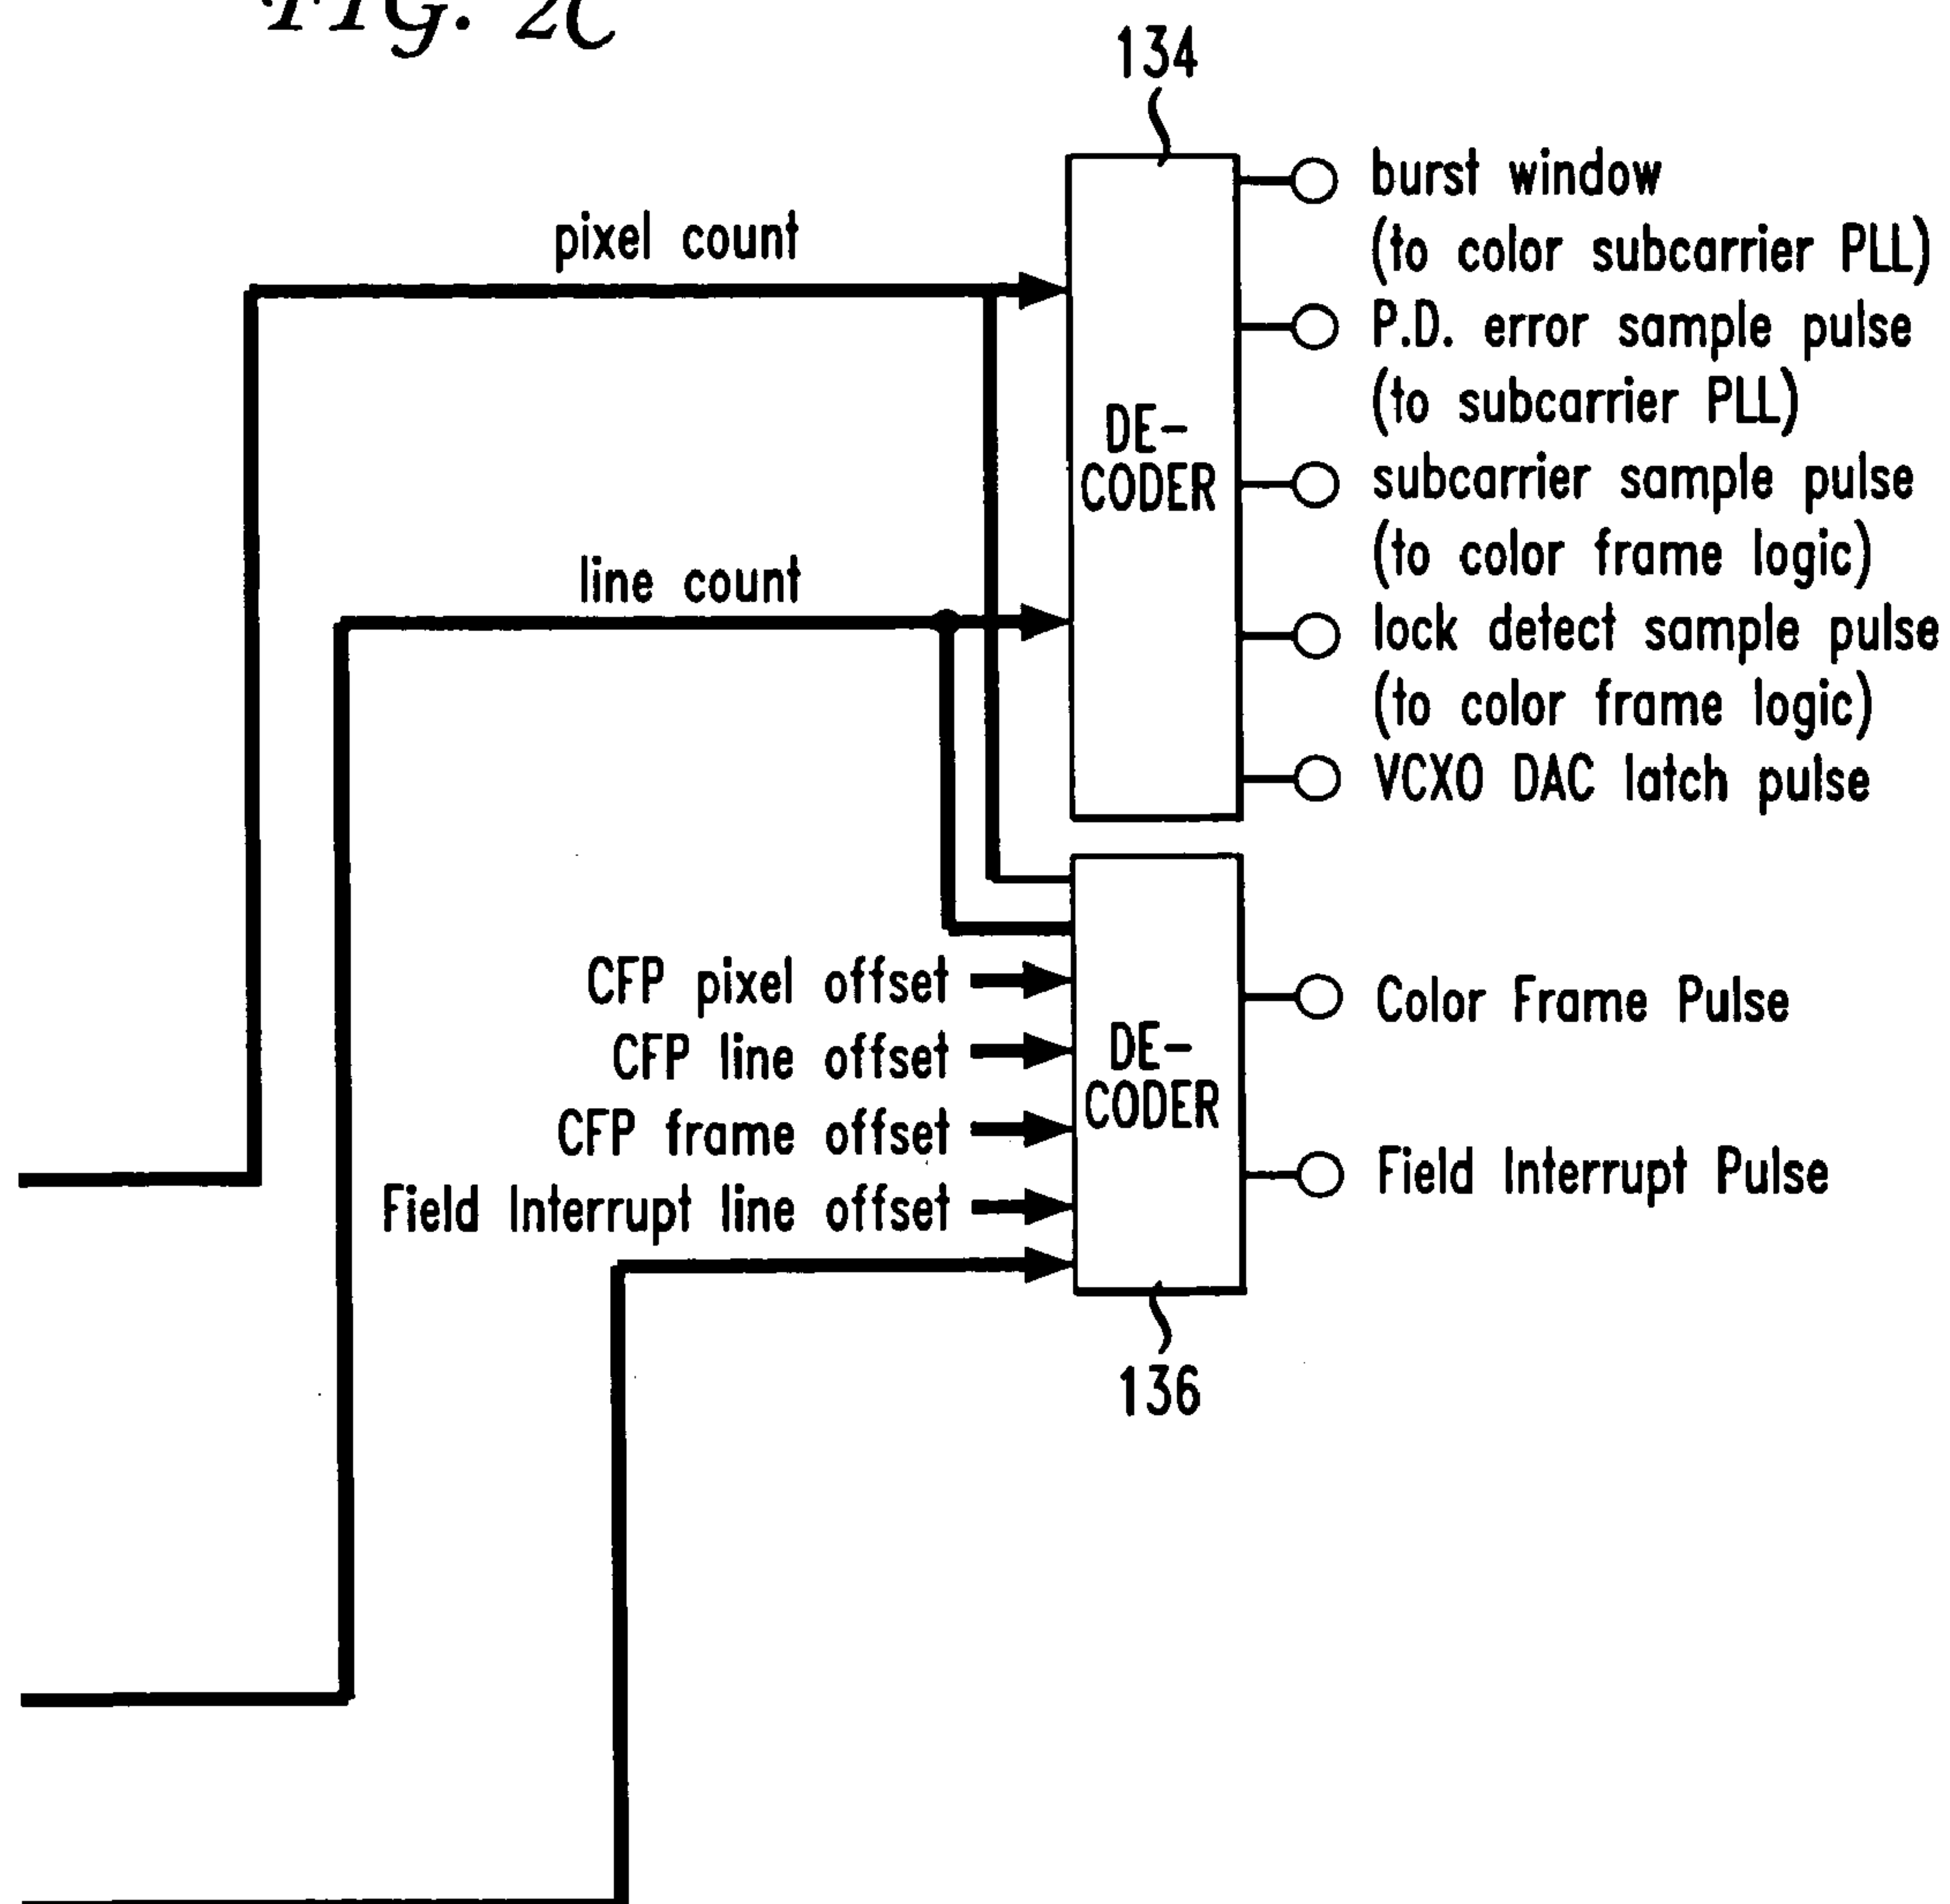 FIG. 2C
134
burst window
(to color subcarrier PLL)
pixel count
P.D. error sample pulse
(to subcarrier PLL)
DE-
CODER
subcarrier sample pulse
(to color frame logic)
line count
lock detect sample pulse
(to color frame logic)
VCXO DAC latch pulse
CFP pixel offset
CFP line offset
CFP frame offset
Field Interrupt line offset
DE-
CODER
Color Frame Pulse
Field Interrupt Pulse
136